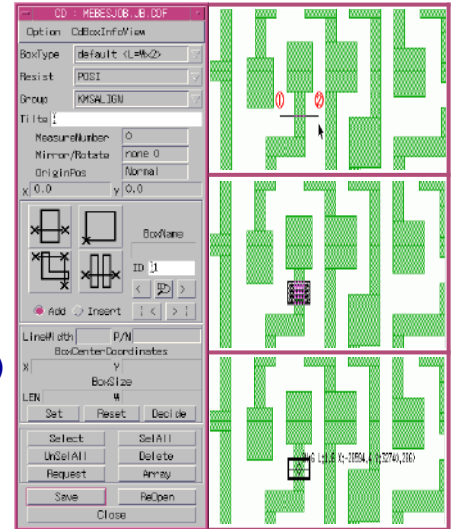 CD : MEBESJOB.JB.CDF
Option CdBoxInfoView
BoxType default <L=W×2>
Resist POSI
Group KMSALIGN
Tilte
MeasureNumber 0
Mirror/Rotate none 0
OriginPos Normal
X 0.0 Y 0.0
BoxName
ID 1
< >
Add Insert |< >|
LineWidth P/N
BoxCenterCoordinates
X Y
BoxSize
LEN W
Set Reset Decide
Select SelAll
UnSelAll Delete
Request Array
Save ReOpen
Close
① ②